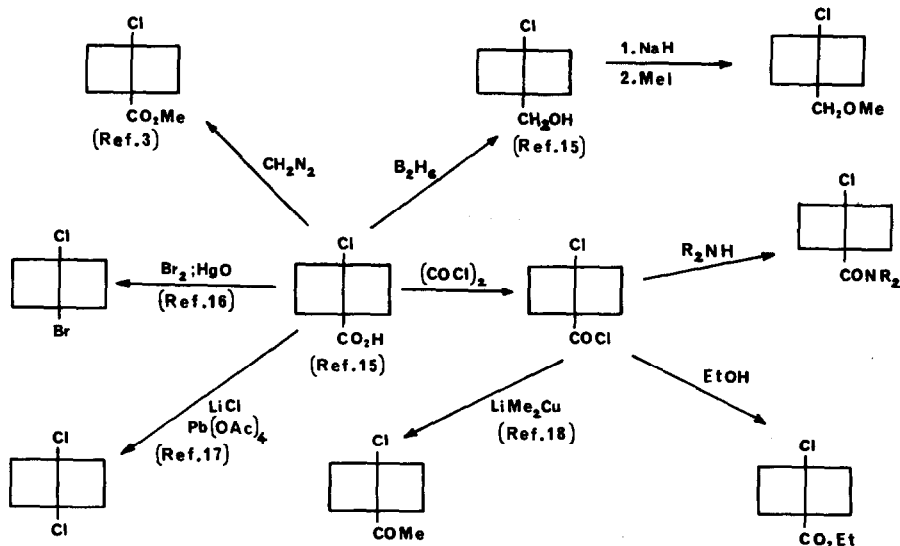 Cl
CO₂Me
(Ref.3)
CH₂N₂
Cl
CH₂OH
(Ref.15)
B₂H₆
1.NaH
2.MeI
Cl
CH₂OMe
Cl
Br
Br₂;HgO
(Ref.16)
Cl
CO₂H
(Ref.15)
(COCl)₂
Cl
COCl
R₂NH
Cl
CONR₂
LiCl
Pb(OAc)₄
(Ref.17)
Cl
Cl
LiMe₂Cu
(Ref.18)
Cl
COMe
EtOH
Cl
CO₂Et